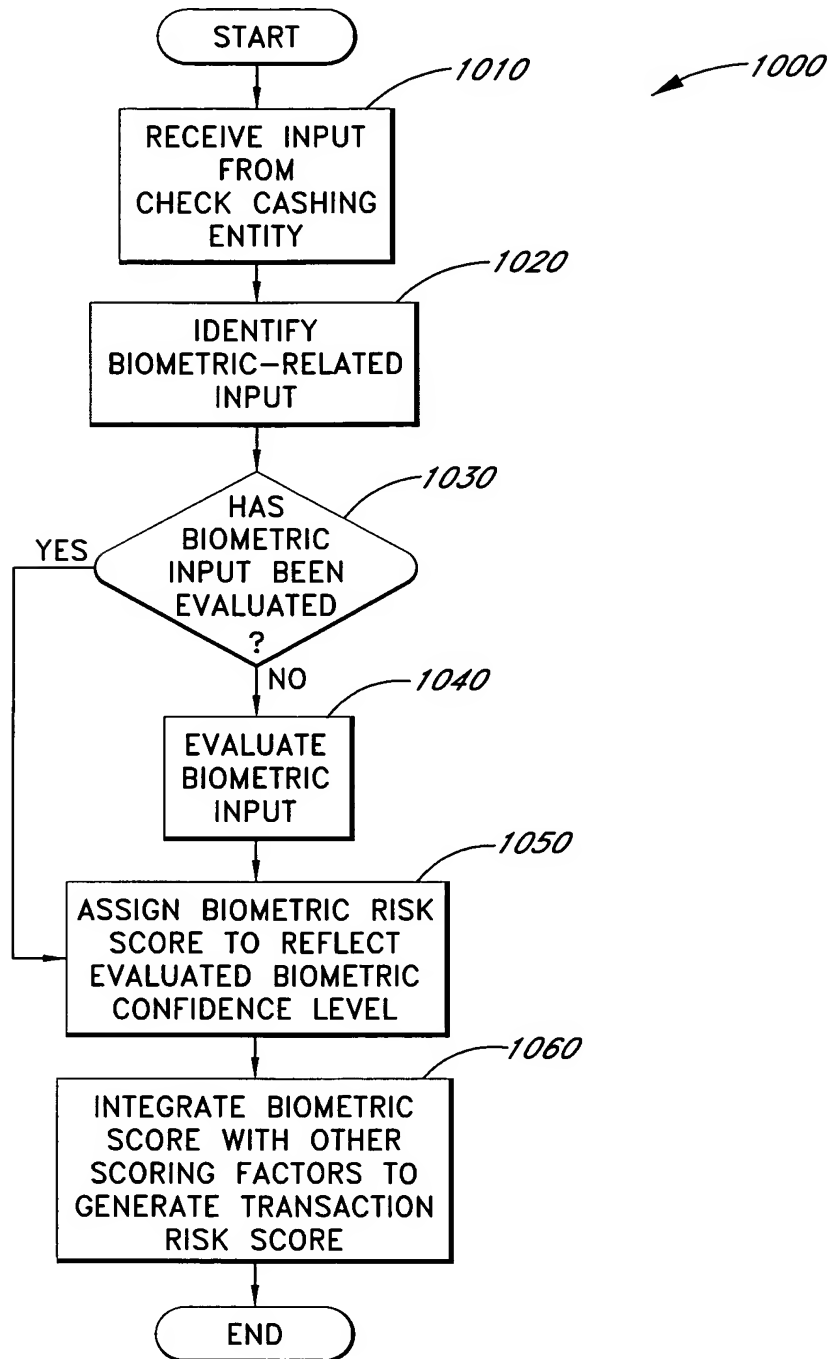 START
1010
1000
RECEIVE INPUT
FROM
CHECK CASHING
ENTITY
1020
IDENTIFY
BIOMETRIC-RELATED
INPUT
1030
HAS
BIOMETRIC
INPUT BEEN
EVALUATED
?
YES
NO
1040
EVALUATE
BIOMETRIC
INPUT
1050
ASSIGN BIOMETRIC RISK
SCORE TO REFLECT
EVALUATED BIOMETRIC
CONFIDENCE LEVEL
1060
INTEGRATE BIOMETRIC
SCORE WITH OTHER
SCORING FACTORS TO
GENERATE TRANSACTION
RISK SCORE
END